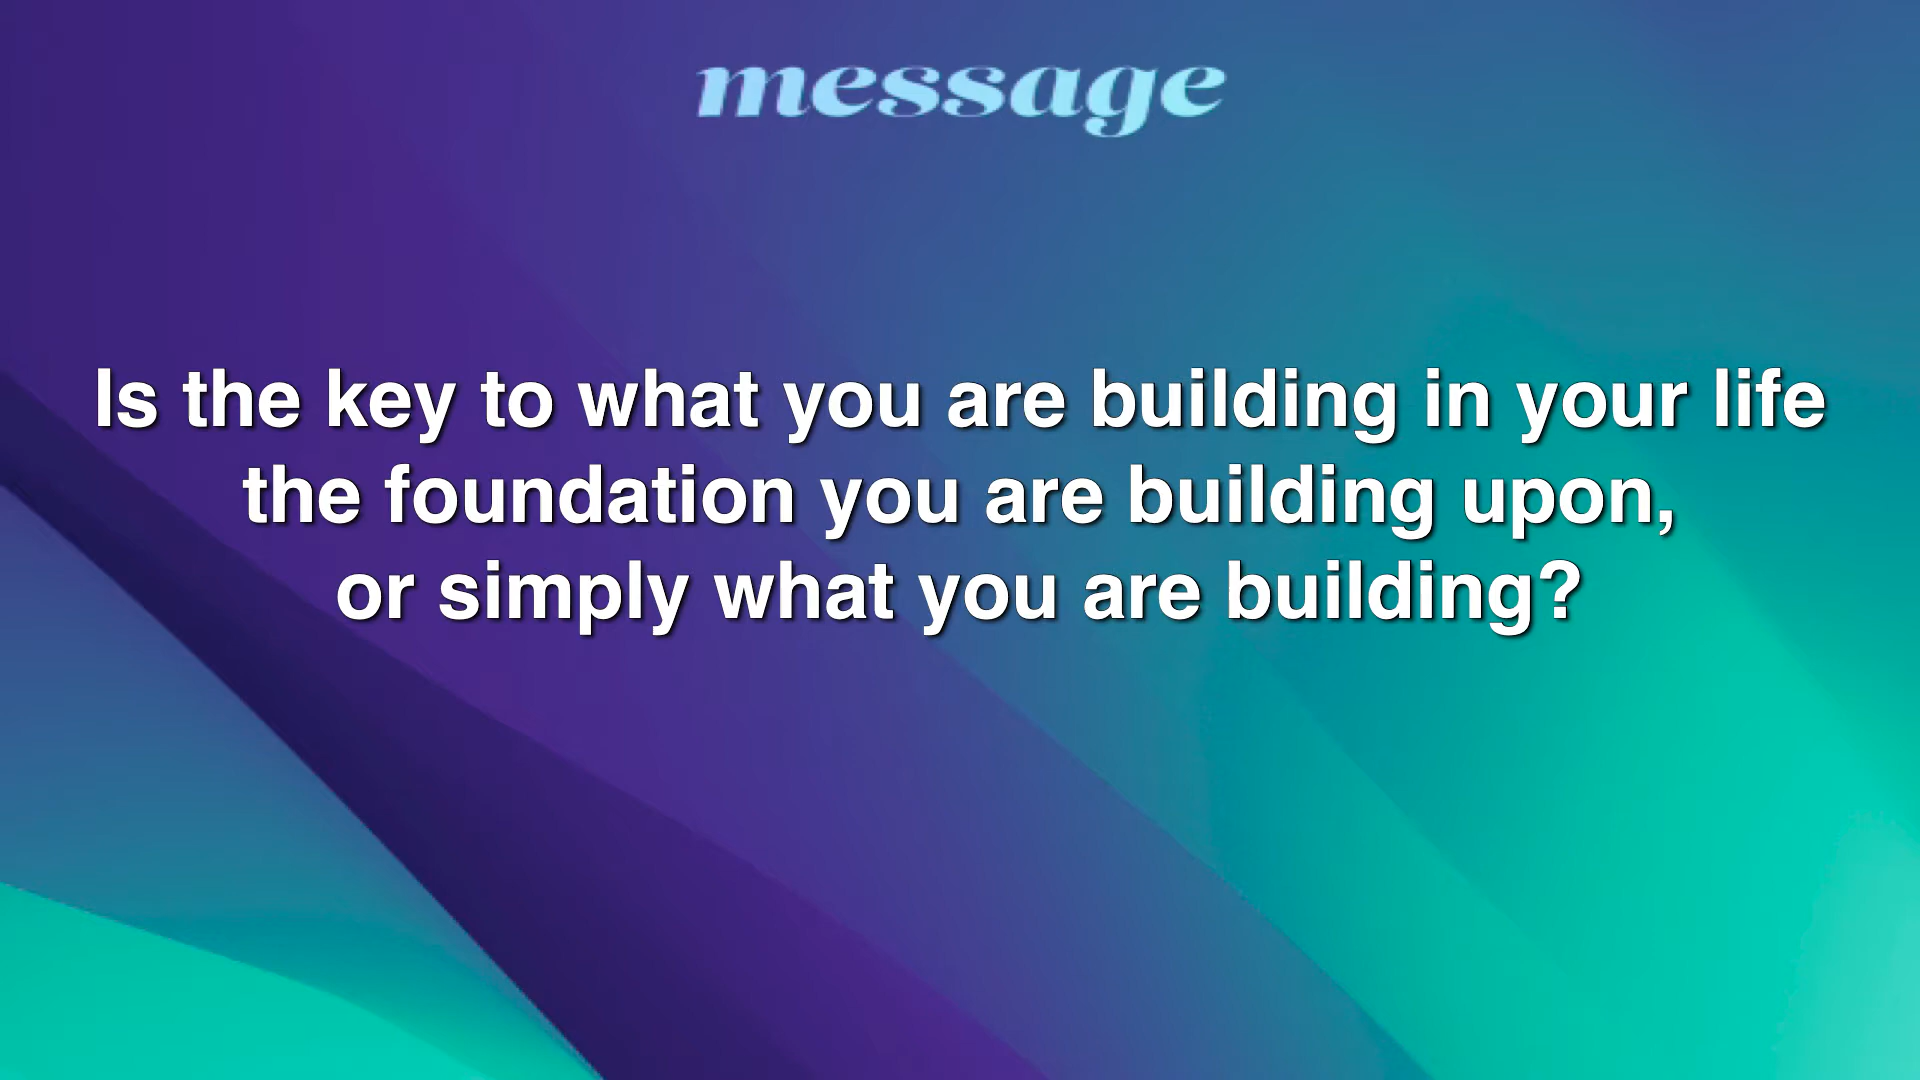 message
Is the key to what you are building in your life
the foundation you are building upon,
or simply what you are building?